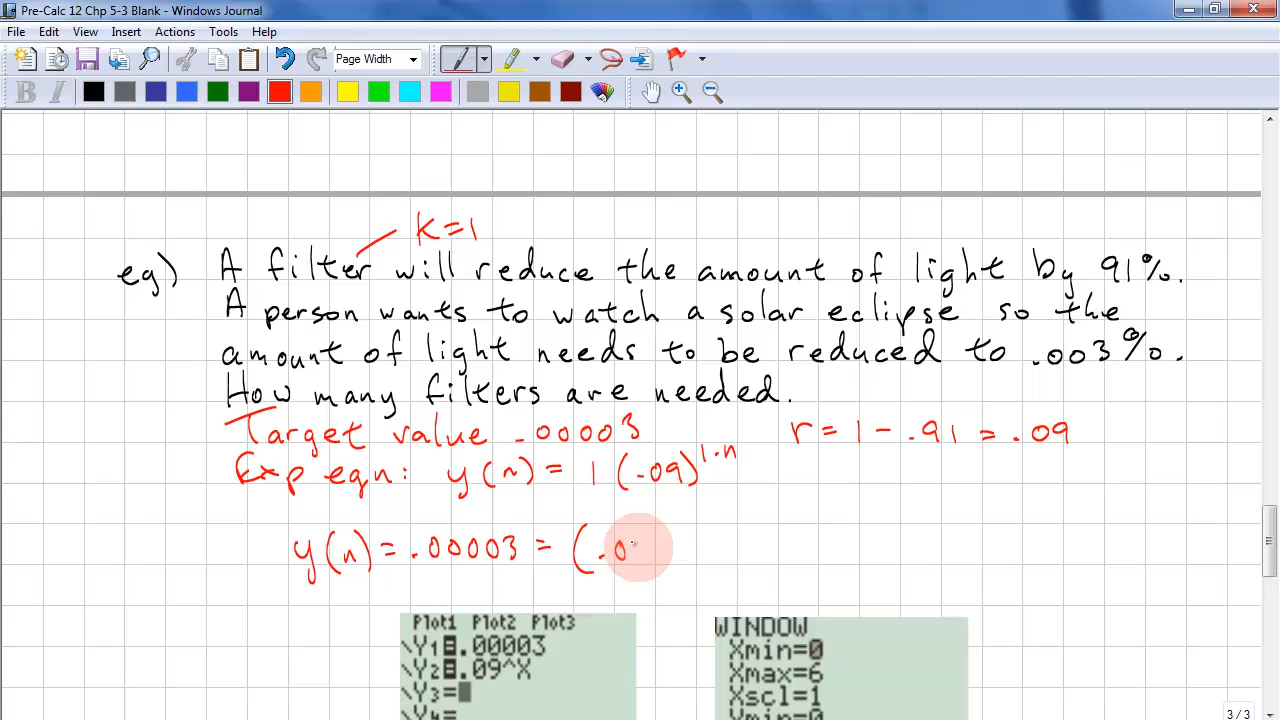 Pre-Calc 12 Chp 5-3 Blank - Windows Journal
File Edit View Insert Actions Tools Help
Page Width
B I
k=1
eg) A filter will reduce the amount of light by 91%.
A person wants to watch a solar eclipse so the
amount of light needs to be reduced to .003%.
How many filters are needed.
Target value .00003 r = 1 - .91 = .09
Exp eqn: y(n) = 1 (.09)^1·n
y(n) = .00003 = (.0
Plot1 Plot2 Plot3
\Y1=.00003
\Y2=.09^X
\Y3=
\Y4=
WINDOW
Xmin=0
Xmax=6
Xscl=1
Ymin=0
3/3